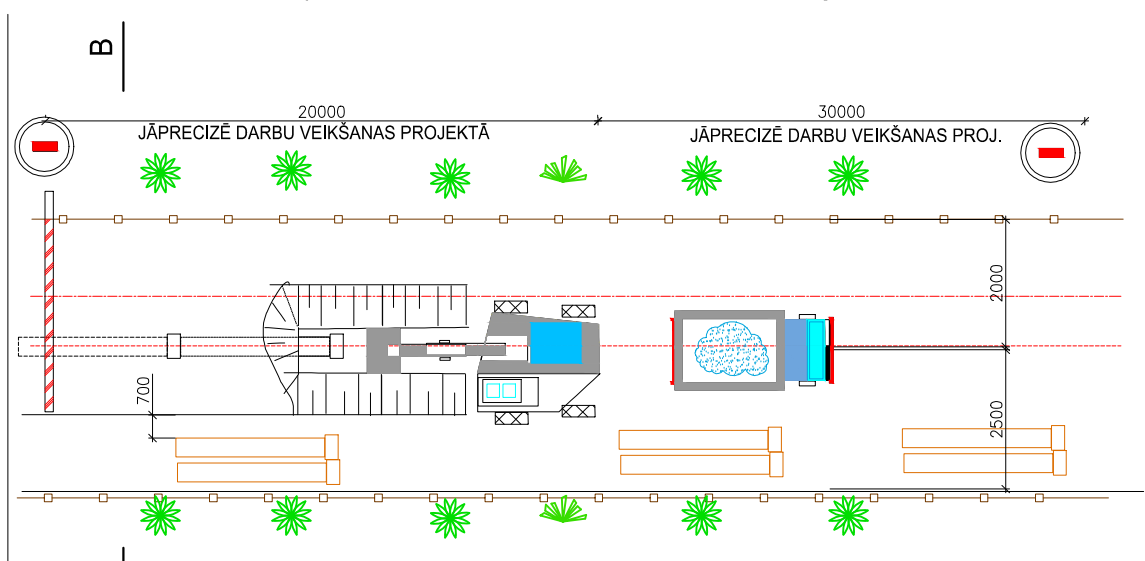 B
20000
30000
JĀPRECIZĒ DARBU VEIKŠANAS PROJEKTĀ
JĀPRECIZĒ DARBU VEIKŠANAS PROJ.
2000
700
2500